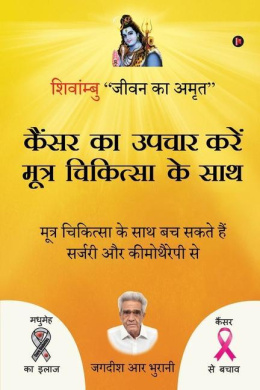 शिवांम्बु “जीवन का अमृत”
कैंसर का उपचार करें
मूत्र चिकित्सा के साथ
मूत्र चिकित्सा के साथ बच सकते हैं
सर्जरी और कीमोथैरेपी से
मधुमेह
का इलाज
कैंसर
से बचाव
जगदीश आर भुरानी